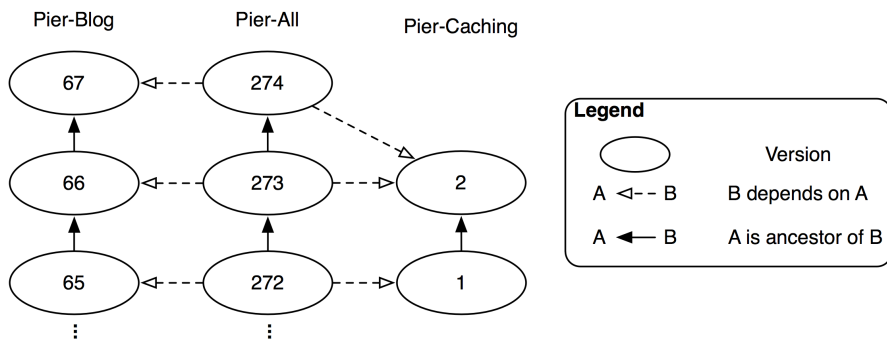 Pier-Blog
Pier-All
Pier-Caching
67
274
66
273
2
65
272
1
Legend
Version
A B B depends on A
A B A is ancestor of B